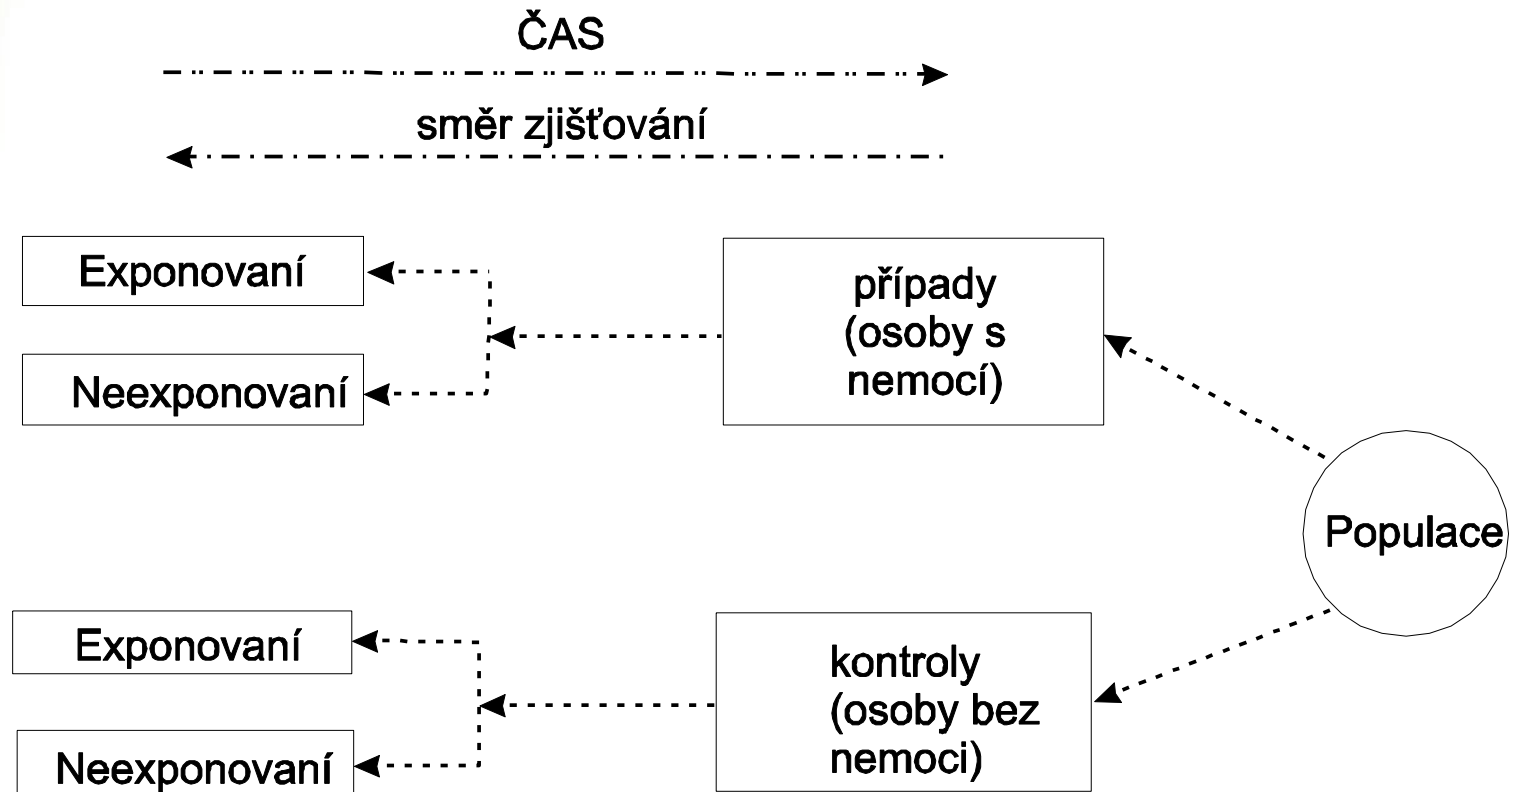 ČAS
směr zjišťování
Exponovaní
Neexponovaní
případy
(osoby s
nemocí)
Populace
Exponovaní
Neexponovaní
kontroly
(osoby bez
nemoci)